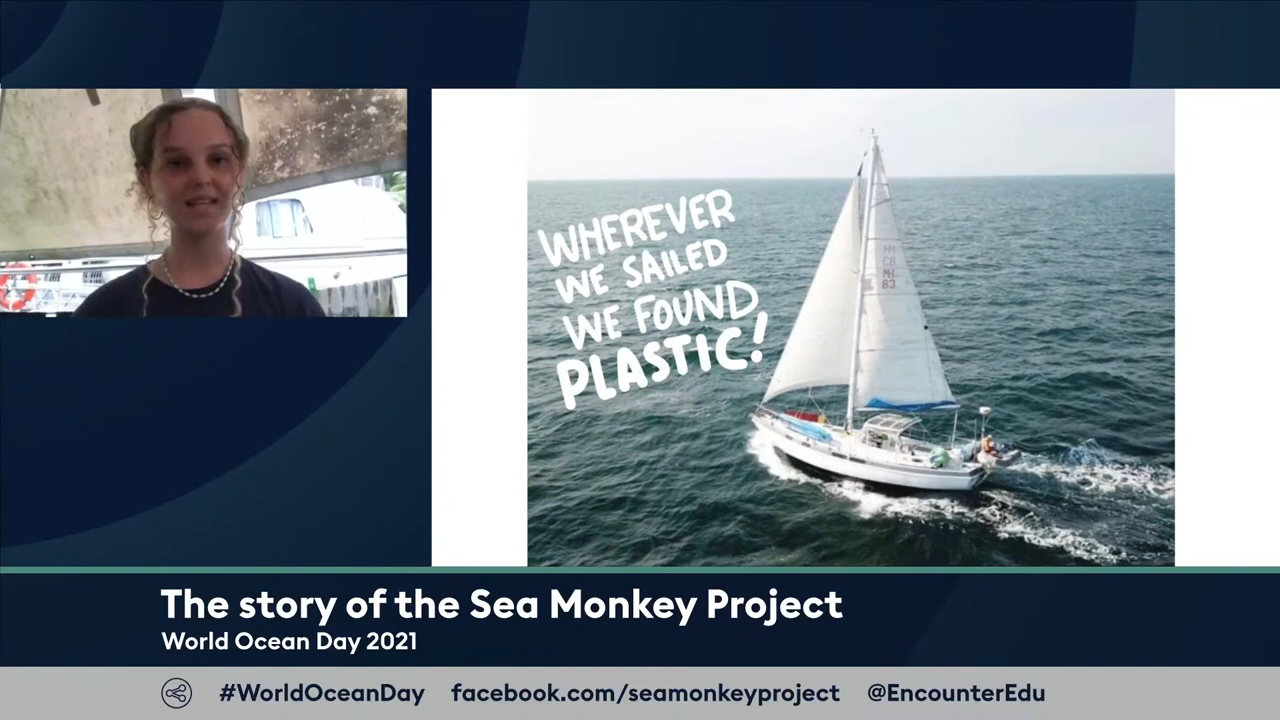 WHEREVER
WE SAILED
WE FOUND
PLASTIC!
The story of the Sea Monkey Project
World Ocean Day 2021
#WorldOceanDay facebook.com/seamonkeyproject @EncounterEdu